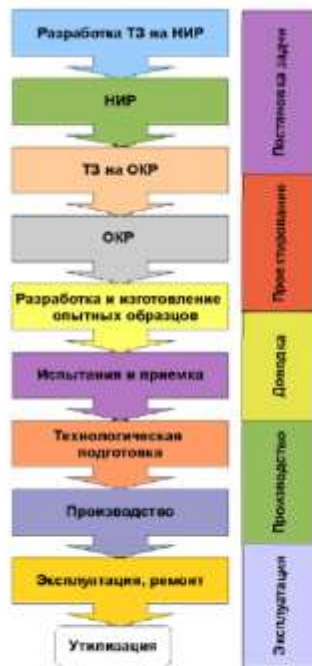 Разработка ТЗ на НИР
НИР
ТЗ на ОКР
ОКР
Разработка и изготовление
опытных образцов
Испытания и приемка
Технологическая
подготовка
Производство
Эксплуатация, ремонт
Утилизация
Постановка задачи
Проектирование
Доводка
Производство
Эксплуатация